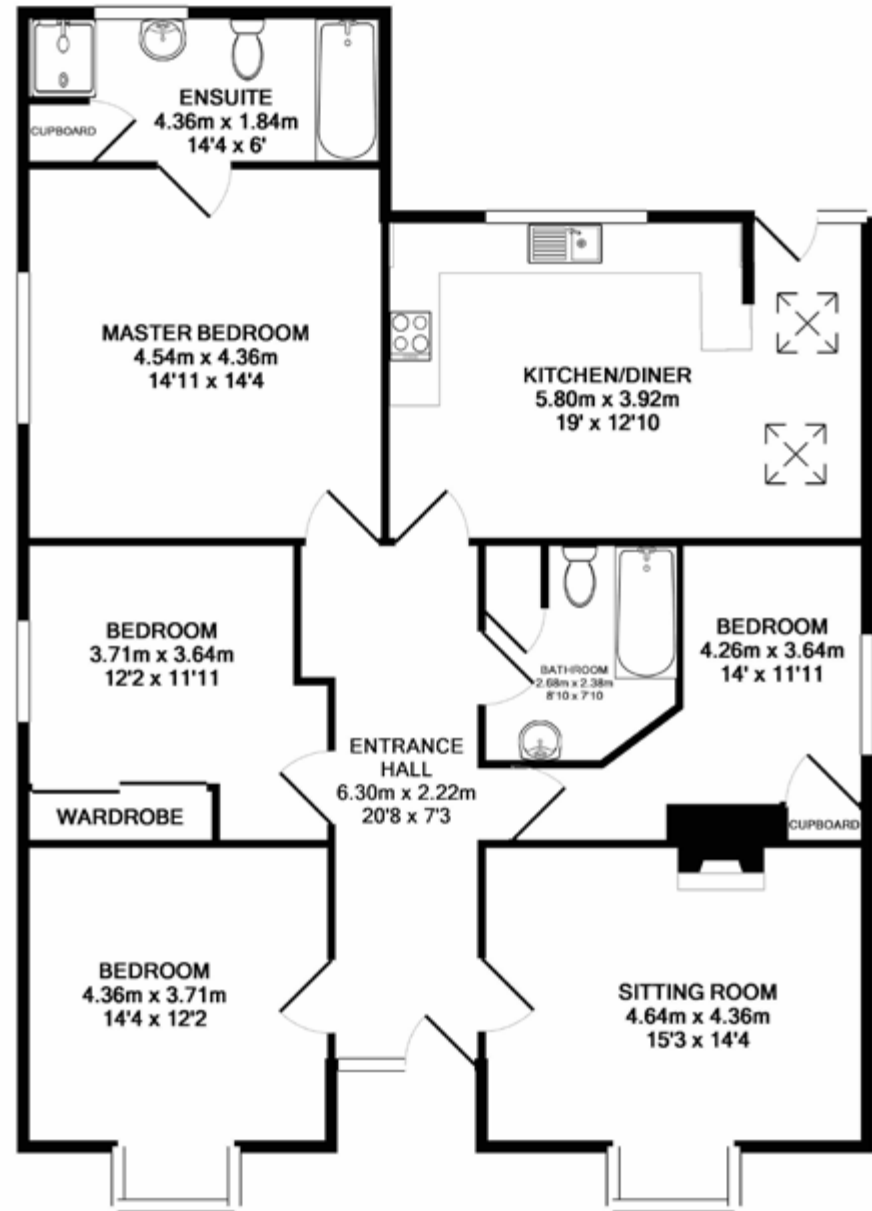 ENSUITE
4.36m x 1.84m
14'4 x 6'
CUPBOARD
MASTER BEDROOM
4.54m x 4.36m
14'11 x 14'4
KITCHEN/DINER
5.80m x 3.92m
19' x 12'10
BEDROOM
3.71m x 3.64m
12'2 x 11'11
WARDROBE
BATHROOM
2.68m x 2.38m
8'10 x 7'10
BEDROOM
4.26m x 3.64m
14' x 11'11
CUPBOARD
ENTRANCE
HALL
6.30m x 2.22m
20'8 x 7'3
BEDROOM
4.36m x 3.71m
14'4 x 12'2
SITTING ROOM
4.64m x 4.36m
15'3 x 14'4